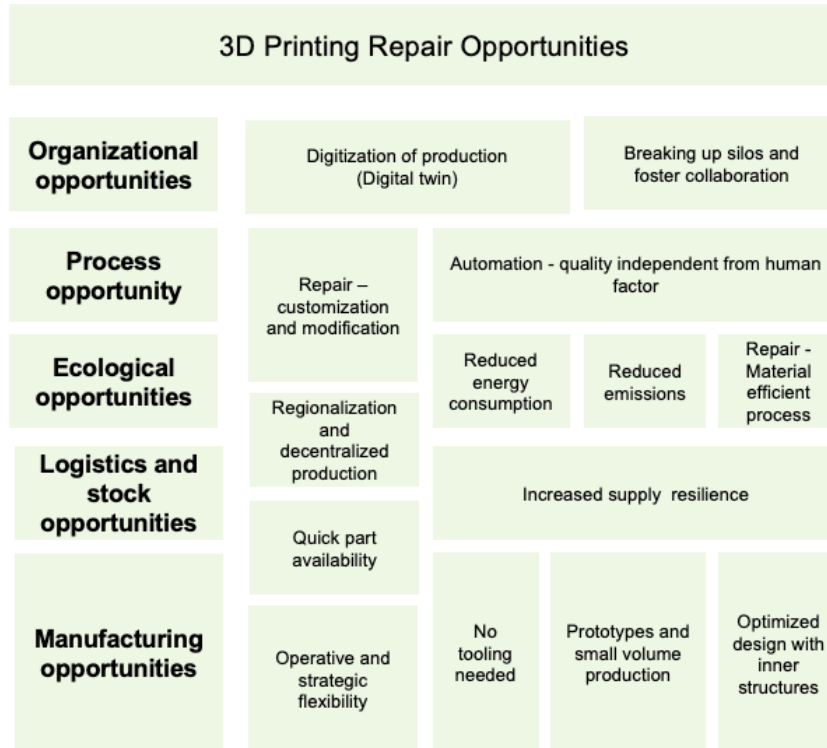 3D Printing Repair Opportunities
Organizational
opportunities
Digitization of production
(Digital twin)
Breaking up silos and
foster collaboration
Process
opportunity
Repair –
customization
and modification
Automation - quality independent from human
factor
Ecological
opportunities
Reduced
energy
consumption
Reduced
emissions
Repair -
Material
efficient
process
Regionalization
and
decentralized
production
Logistics and
stock
opportunities
Increased supply  resilience
Quick part
availability
Manufacturing
opportunities
Operative and
strategic
flexibility
No
tooling
needed
Prototypes and
small volume
production
Optimized
design with
inner
structures